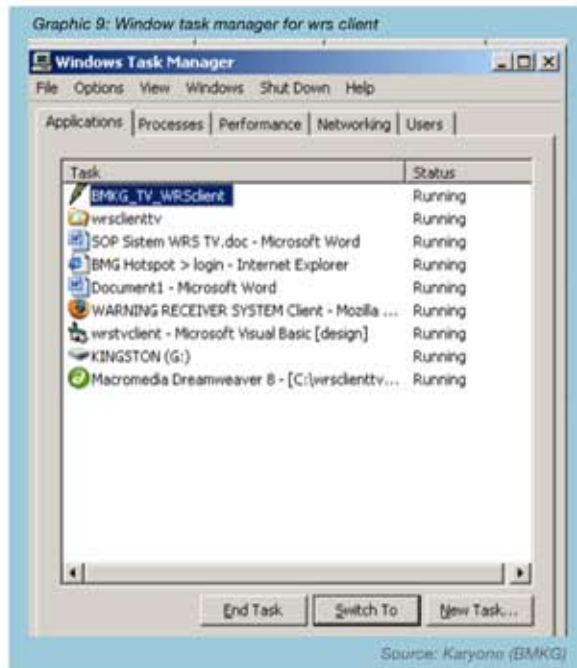 Graphic 9: Window task manager for wrs client
Windows Task Manager
File Options View Windows Shut Down Help
Applications Processes Performance Networking Users
Task Status
BMKG_TV_WRSclient Running
wrsclienttv Running
SOP Sistem WRS TV.doc - Microsoft Word Running
BMG Hotspot > login - Internet Explorer Running
Document1 - Microsoft Word Running
WARNING RECEIVER SYSTEM Client - Mozilla ... Running
wrstvclient - Microsoft Visual Basic [design] Running
KINGSTON (G:) Running
Macromedia Dreamweaver 8 - [C:\wrsclienttv... Running
End Task Switch To New Task...
Source: Karyono (BMKG)